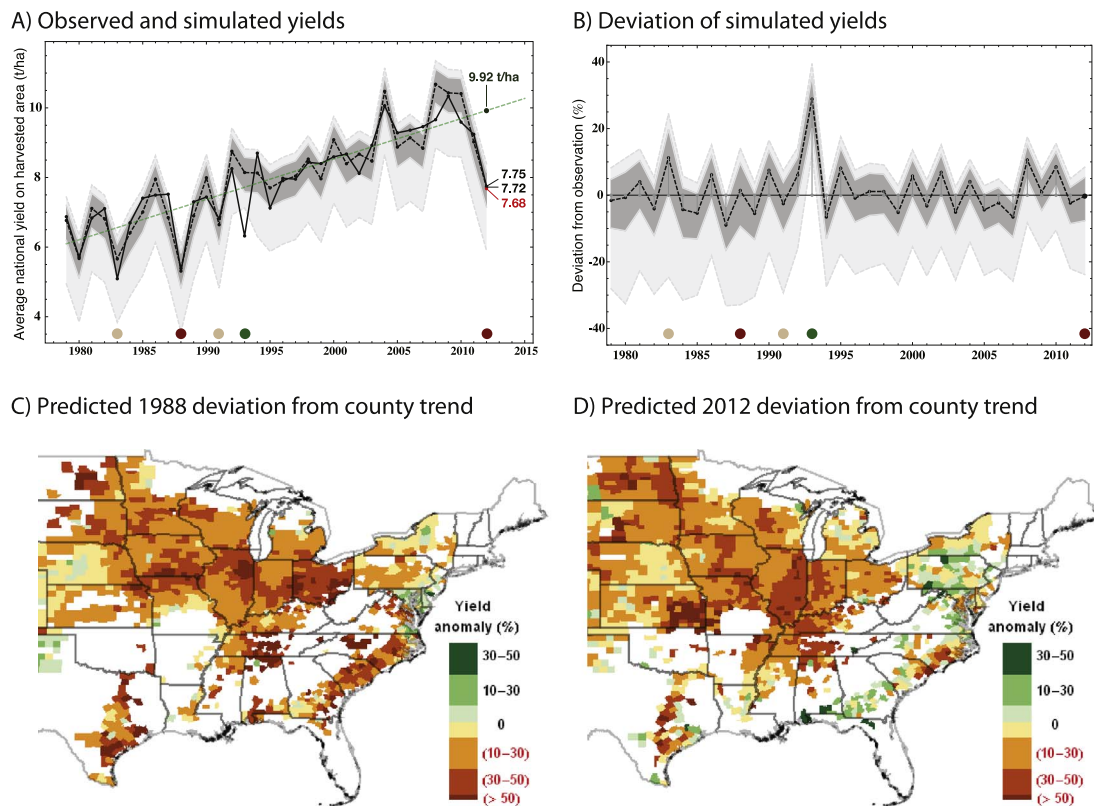 A) Observed and simulated yields
Average national yield on harvested area (t/ha)
10
8
6
4
9.92 t/ha
7.75
7.72
7.68
1980 1985 1990 1995 2000 2005 2010 2015
B) Deviation of simulated yields
Deviation from observation (%)
40
20
0
-20
-40
1980 1985 1990 1995 2000 2005 2010
C) Predicted 1988 deviation from county trend
Yield
anomaly (%)
30–50
10–30
0
(10–30)
(30–50)
(> 50)
D) Predicted 2012 deviation from county trend
Yield
anomaly (%)
30–50
10–30
0
(10–30)
(30–50)
(> 50)